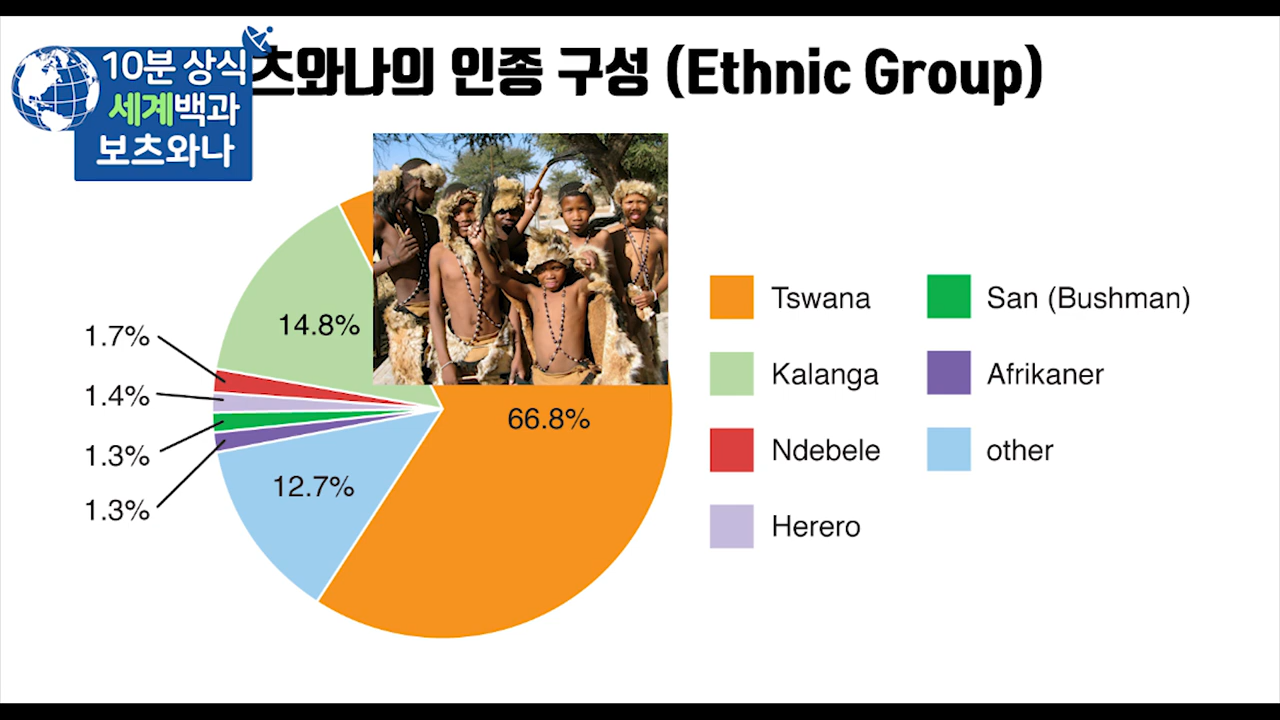 10분 상식
세계백과
보츠와나
츠와나의 인종 구성 (Ethnic Group)
14.8%
1.7%
1.4%
1.3%
1.3%
12.7%
66.8%
Tswana
Kalanga
Ndebele
Herero
San (Bushman)
Afrikaner
other